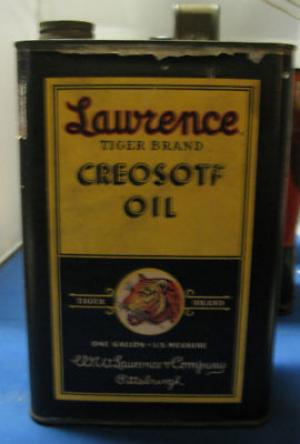 Lawrence
TIGER BRAND
CREOSOTE
OIL
TIGER BRAND
ONE GALLON - U.S. MEASURE
W.W. Lawrence & Company
Pittsburgh